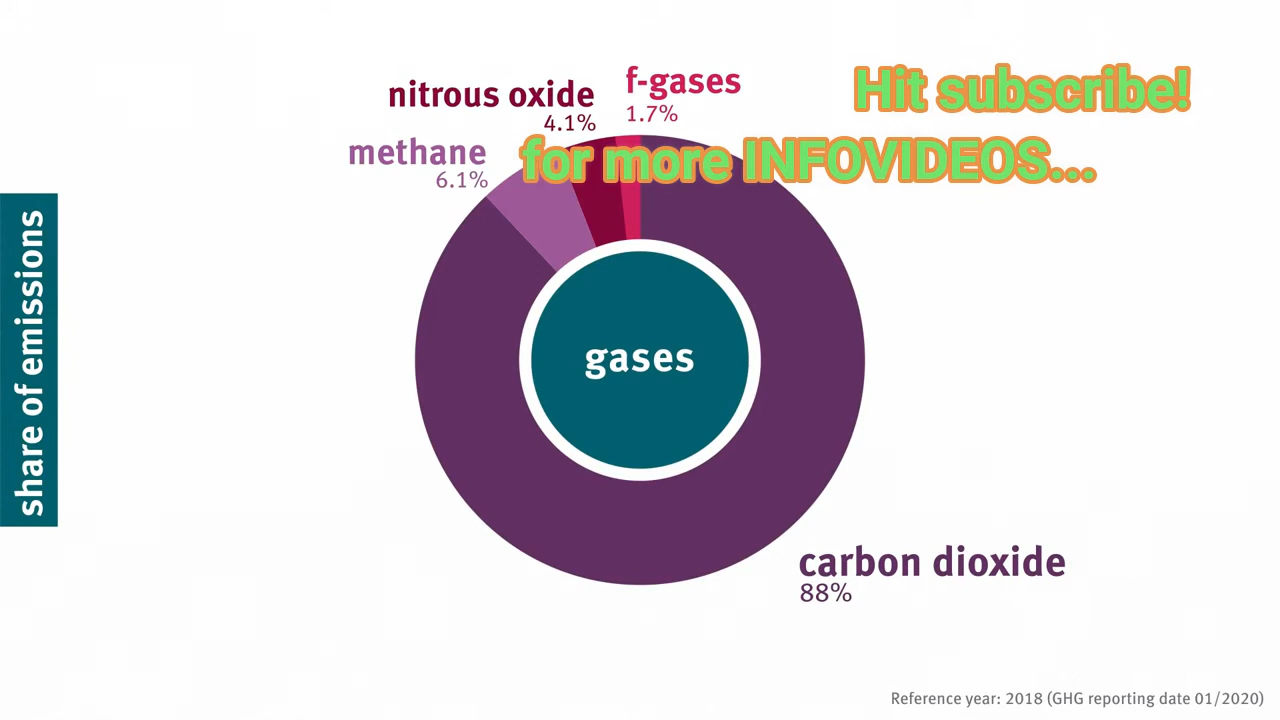 f-gases
1.7%
nitrous oxide
4.1%
methane
6.1%
Hit subscribe!
for more INFOVIDEOS...
share of emissions
gases
carbon dioxide
88%
Reference year: 2018 (GHG reporting date 01/2020)